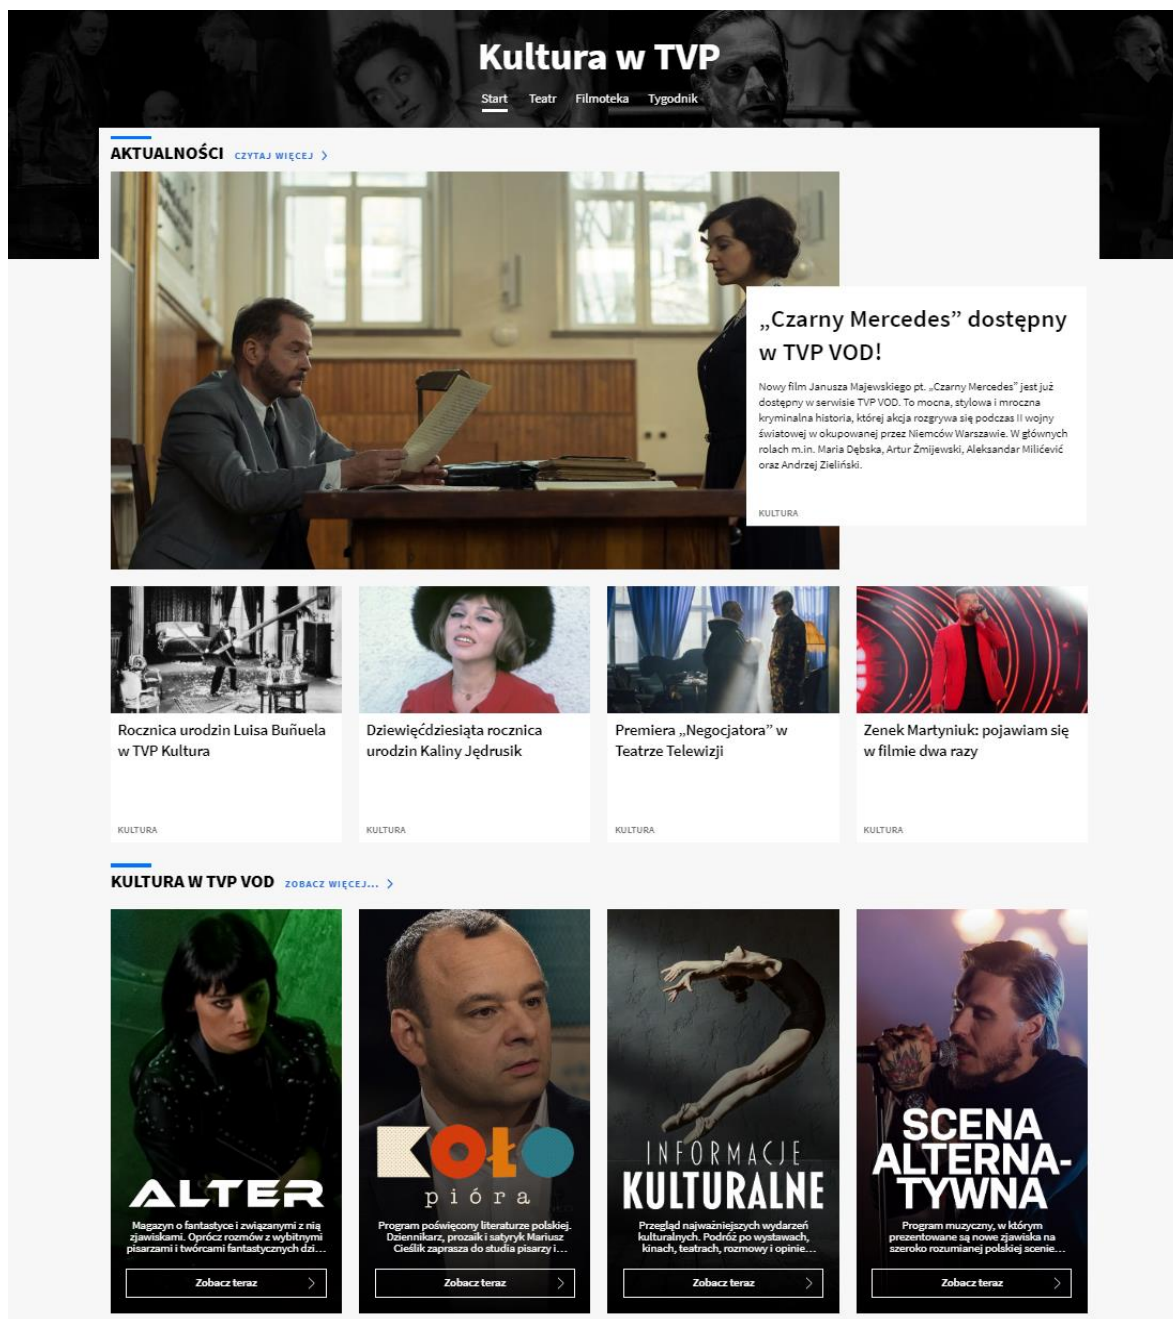 Kultura w TVP
Start Teatr Filmoteka Tygodnik
AKTUALNOŚCI CZYTAJ WIĘCEJ >
„Czarny Mercedes” dostępny
w TVP VOD!
Nowy film Janusza Majewskiego pt. „Czarny Mercedes” jest już
dostępny w serwisie TVP VOD. To mocna, stylowa i mroczna
kryminalna historia, której akcja rozgrywa się podczas II wojny
światowej w okupowanej przez Niemców Warszawie. W głównych
rolach m.in. Maria Dębska, Artur Żmijewski, Aleksandar Milićević
oraz Andrzej Zieliński.
KULTURA
Rocznica urodzin Luisa Buñuela
w TVP Kultura
KULTURA
Dziewięćdziesiąta rocznica
urodzin Kaliny Jędrusik
KULTURA
Premiera „Negocjatora” w
Teatrze Telewizji
KULTURA
Zenek Martyniuk: pojawiam się
w filmie dwa razy
KULTURA
KULTURA W TVP VOD ZOBACZ WIĘCEJ... >
ALTER
Magazyn o fantastyce i związanymi z nią
zjawiskami. Oprócz rozmów z wybitnymi
pisarzami i twórcami fantastycznych dzi...
Zobacz teraz >
KOŁO
pióra
Program poświęcony literaturze polskiej.
Dziennikarz, prozaik i satyryk Mariusz
Cieślik zaprasza do studia pisarzy i...
Zobacz teraz >
INFORMACJE
KULTURALNE
Przegląd najważniejszych wydarzeń
kulturalnych. Podróż po wystawach,
kinach, teatrach, rozmowy i opinie...
Zobacz teraz >
SCENA
ALTERNA-
TYWNA
Program muzyczny, w którym
prezentowane są nowe zjawiska na
szeroko rozumianej polskiej scenie...
Zobacz teraz >